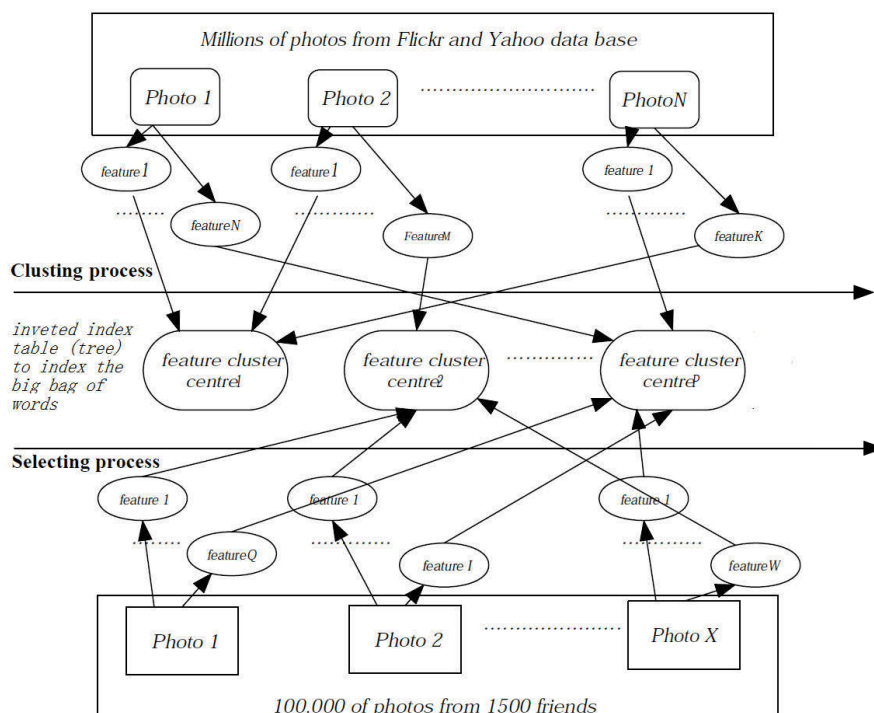 Millions of photos from Flickr and Yahoo data base
Photo 1
Photo 2
PhotoN
feature1
feature1
feature 1
featureN
FeatureM
featureK
Clusting process
inveted index
table (tree)
to index the
big bag of
words
feature cluster
centre1
feature cluster
centre2
feature cluster
centreP
Selecting process
feature 1
feature 1
feature 1
featureQ
feature I
featureW
Photo 1
Photo 2
Photo X
100,000 of photos from 1500 friends